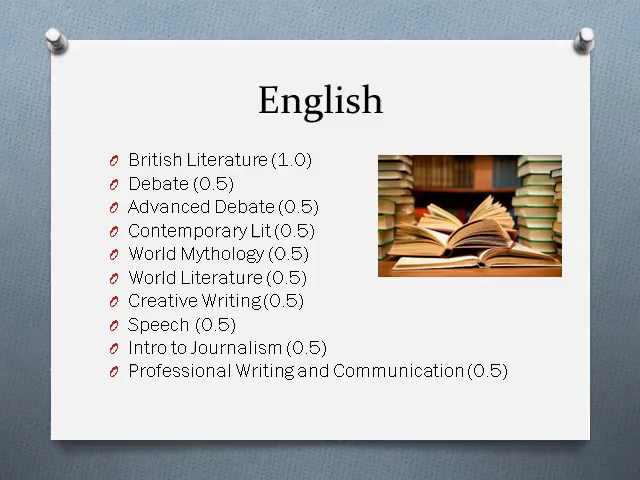 English
British Literature (1.0)
Debate (0.5)
Advanced Debate (0.5)
Contemporary Lit (0.5)
World Mythology (0.5)
World Literature (0.5)
Creative Writing (0.5)
Speech (0.5)
Intro to Journalism (0.5)
Professional Writing and Communication (0.5)